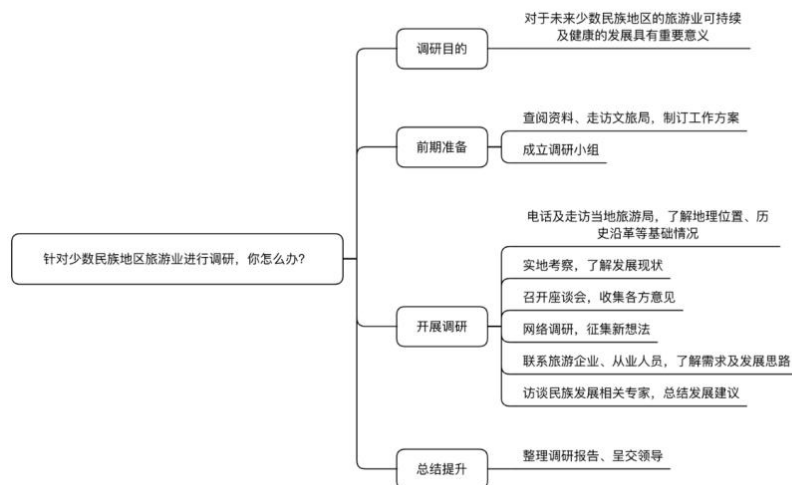 针对少数民族地区旅游业进行调研，你怎么办？
调研目的
对于未来少数民族地区的旅游业可持续
及健康的发展具有重要意义
前期准备
查阅资料、走访文旅局，制订工作方案
成立调研小组
开展调研
电话及走访当地旅游局，了解地理位置、历
史沿革等基础情况
实地考察，了解发展现状
召开座谈会，收集各方意见
网络调研，征集新想法
联系旅游企业、从业人员，了解需求及发展思路
访谈民族发展相关专家，总结发展建议
总结提升
整理调研报告、呈交领导